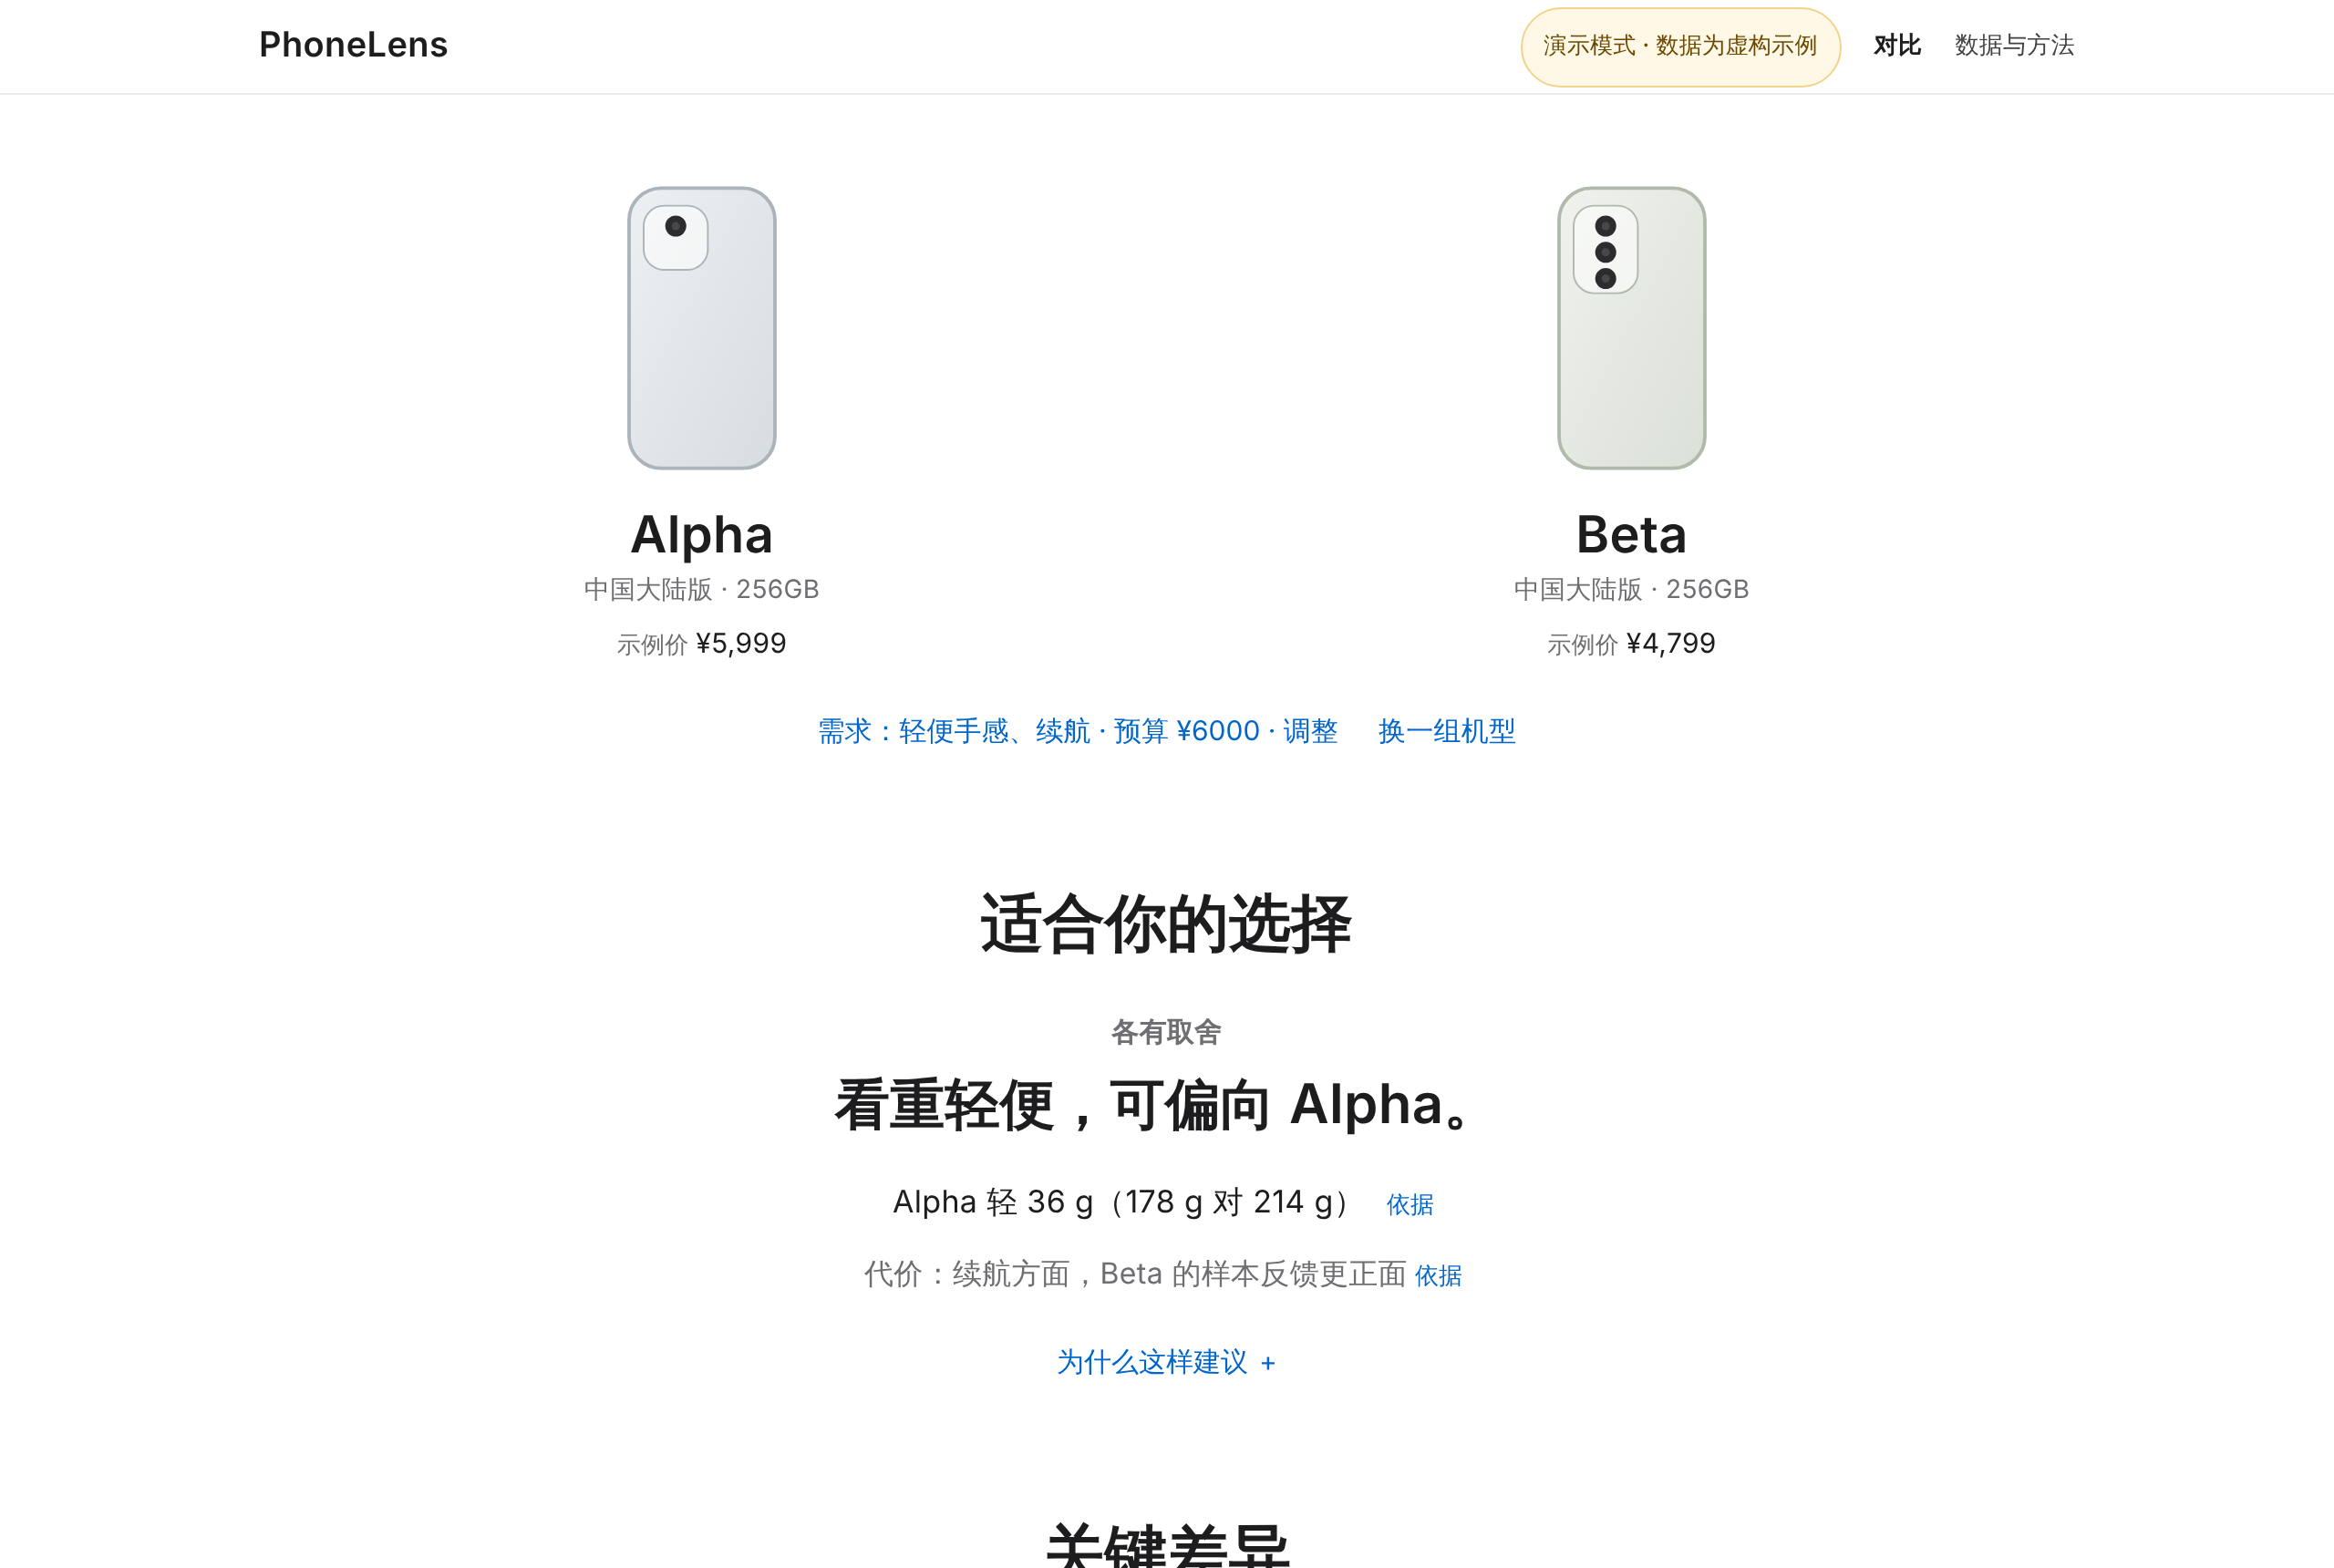 PhoneLens
演示模式 · 数据为虚构示例
对比
数据与方法
Alpha
中国大陆版 · 256GB
示例价 ¥5,999
Beta
中国大陆版 · 256GB
示例价 ¥4,799
需求：轻便手感、续航 · 预算 ¥6000 · 调整
换一组机型
适合你的选择
各有取舍
看重轻便，可偏向 Alpha。
Alpha 轻 36 g（178 g 对 214 g） 依据
代价：续航方面，Beta 的样本反馈更正面 依据
为什么这样建议 +
关键差异